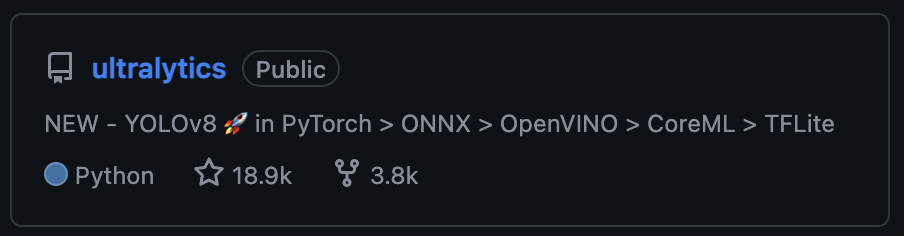 ultralytics Public
NEW - YOLOv8 🚀 in PyTorch > ONNX > OpenVINO > CoreML > TFLite
Python 18.9k 3.8k